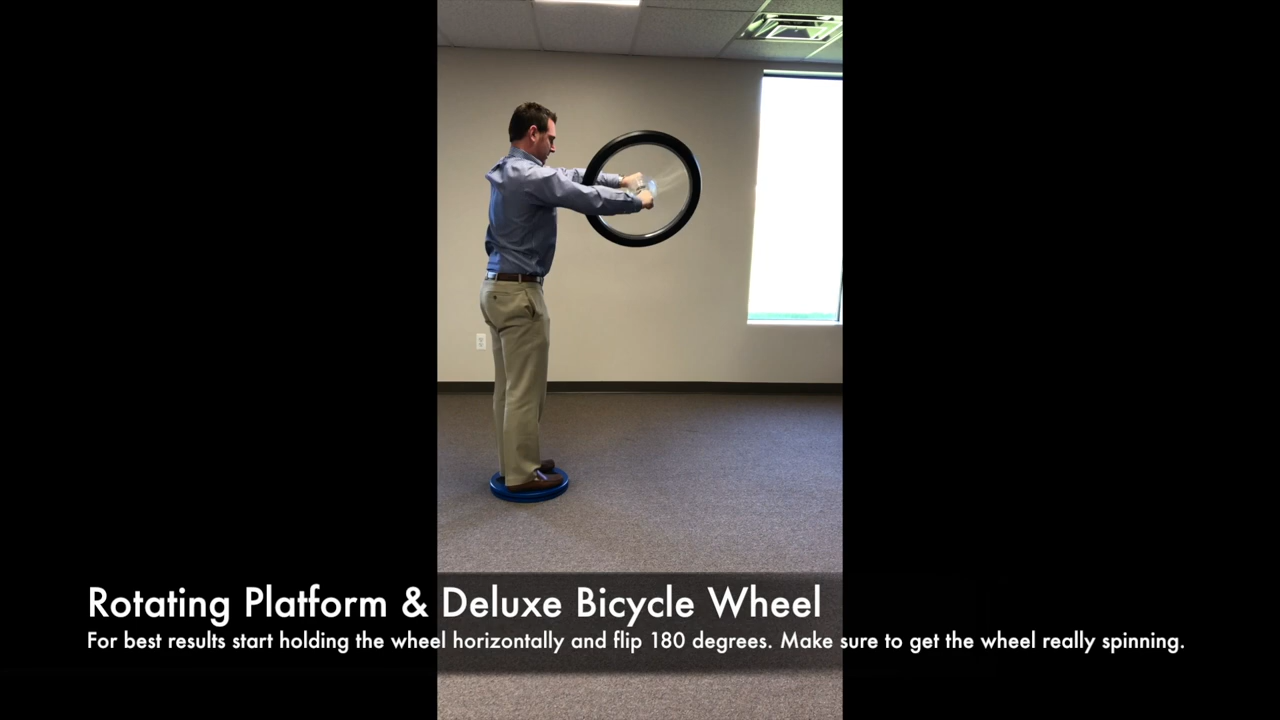 Rotating Platform & Deluxe Bicycle Wheel
For best results start holding the wheel horizontally and flip 180 degrees. Make sure to get the wheel really spinning.